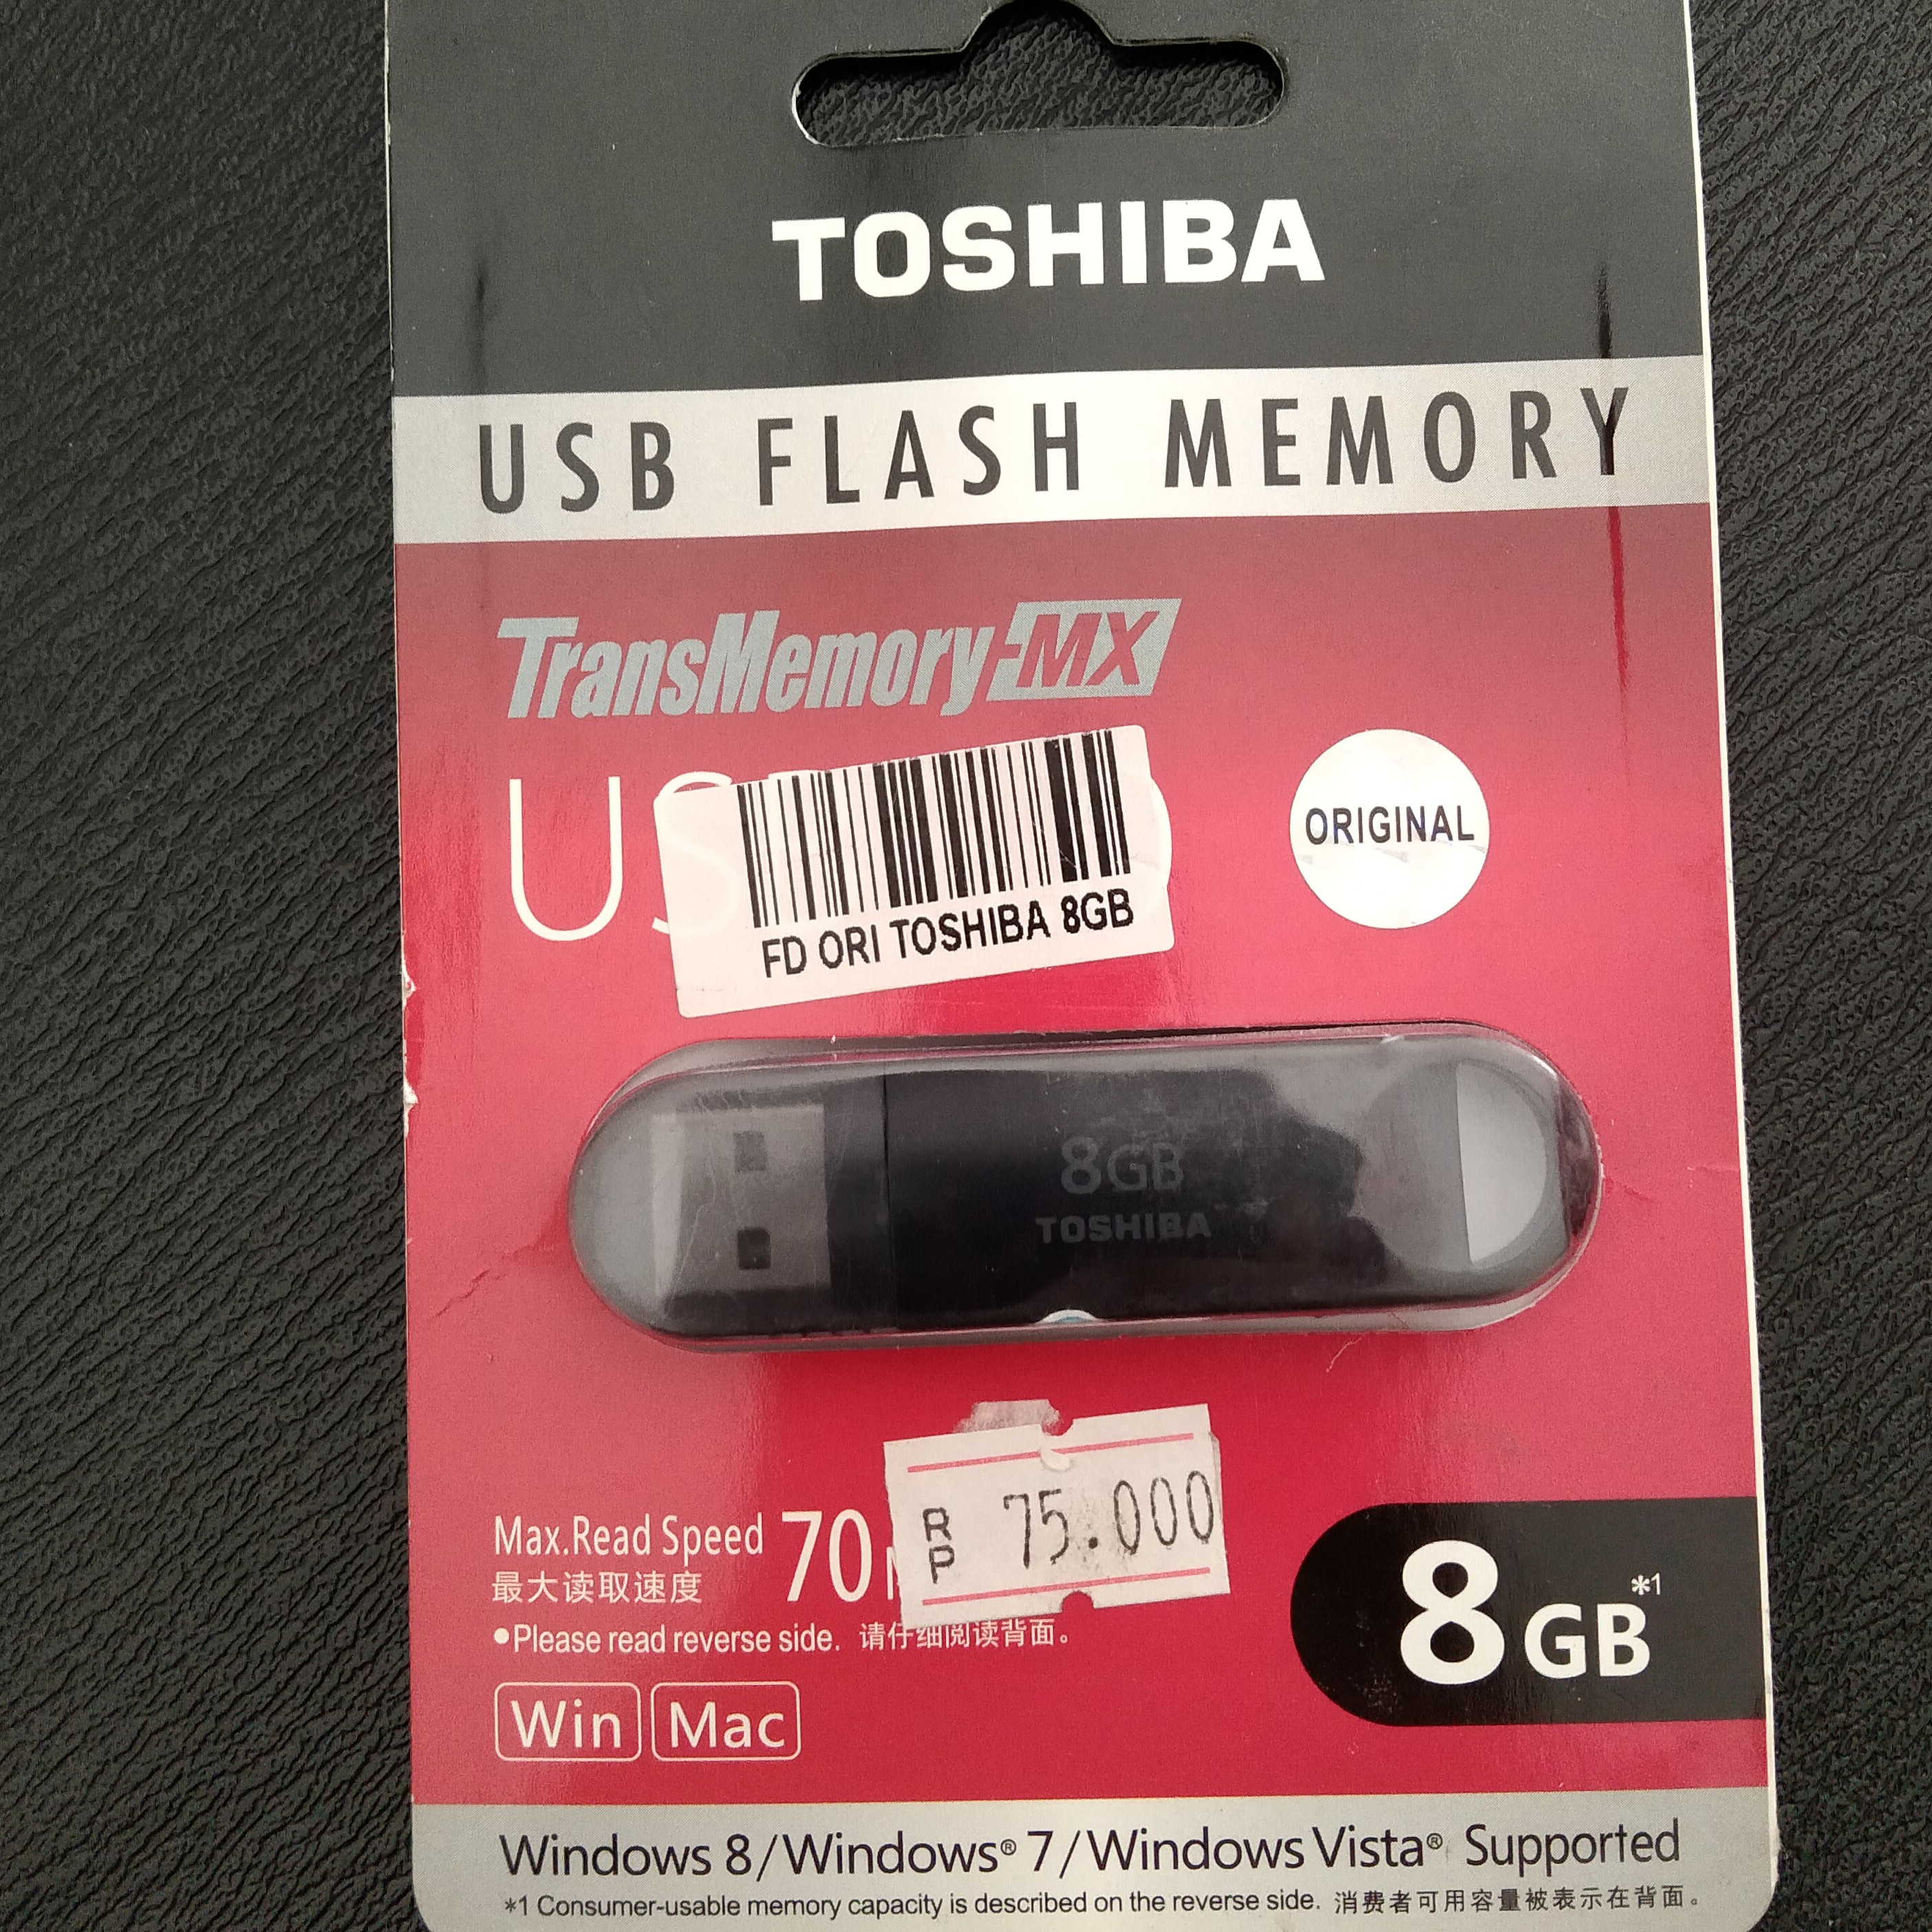 TOSHIBA
USB FLASH MEMORY
TransMemory-MX
ORIGINAL
FD ORI TOSHIBA 8GB
8GB
TOSHIBA
RP 75.000
Max.Read Speed 70
最大读取速度
•Please read reverse side. 请仔细阅读背面。
8GB*1
Win Mac
Windows 8/Windows® 7/Windows Vista® Supported
*1 Consumer-usable memory capacity is described on the reverse side. 消费者可用容量被表示在背面。